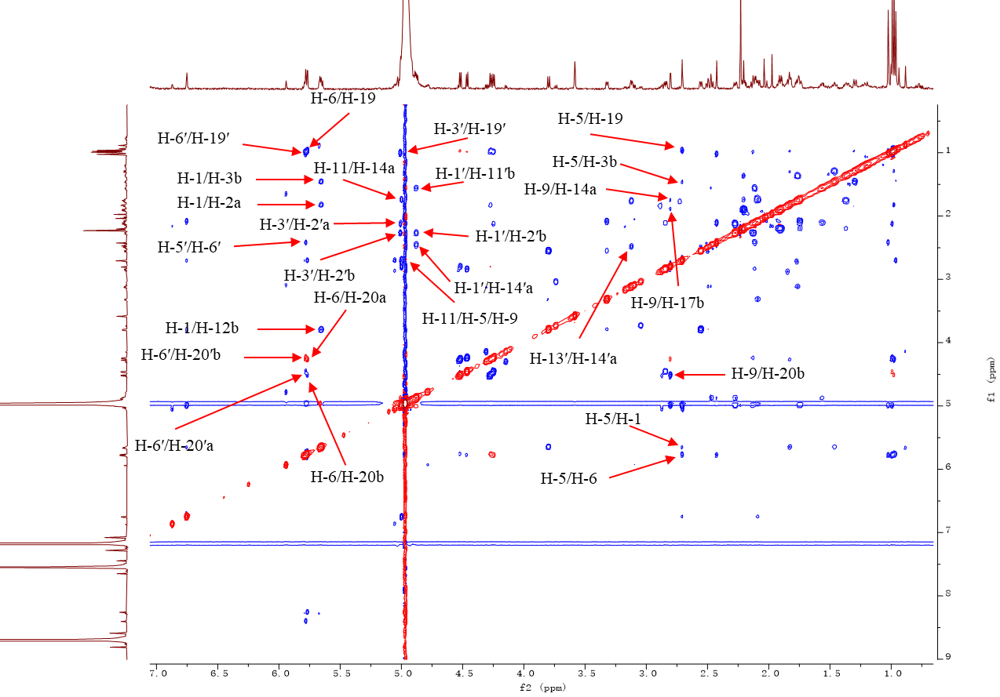 H-6/H-19
H-6′/H-19′
H-3′/H-19′
H-5/H-19
H-1/H-3b
H-11/H-14a
H-1′/H-11′b
H-5/H-3b
H-9/H-14a
H-1/H-2a
H-3′/H-2′a
H-1′/H-2′b
H-5′/H-6′
H-3′/H-2′b
H-1′/H-14′a
H-6/H-20a
H-9/H-17b
H-11/H-5/H-9
H-1/H-12b
H-6′/H-20′b
H-13′/H-14′a
H-9/H-20b
H-5/H-1
H-6′/H-20′a
H-6/H-20b
H-5/H-6
1
2
3
4
5
6
7
8
9
f1 (ppm)
7.0 6.5 6.0 5.5 5.0 4.5 4.0 3.5 3.0 2.5 2.0 1.5 1.0
f2 (ppm)